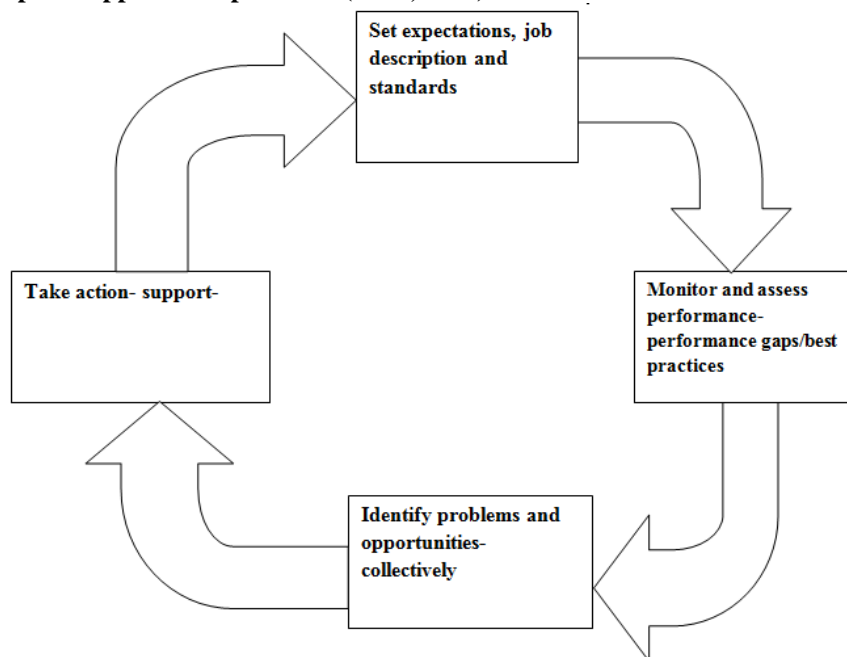 Set expectations, job
description and
standards
Take action- support-
Monitor and assess
performance-
performance gaps/best
practices
Identify problems and
opportunities-
collectively